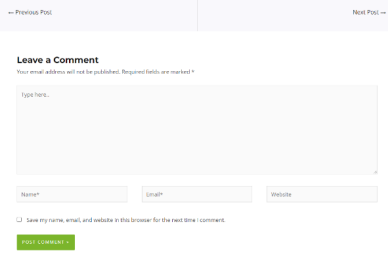 ← Previous Post
Next Post →
Leave a Comment
Your email address will not be published. Required fields are marked *
Type here..
Name*
Email*
Website
Save my name, email, and website in this browser for the next time I comment.
POST COMMENT »